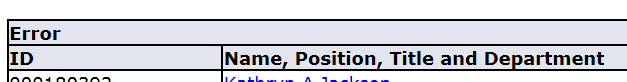 Error
ID Name, Position, Title and Department